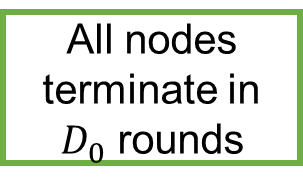 All nodes
terminate in
D₀ rounds